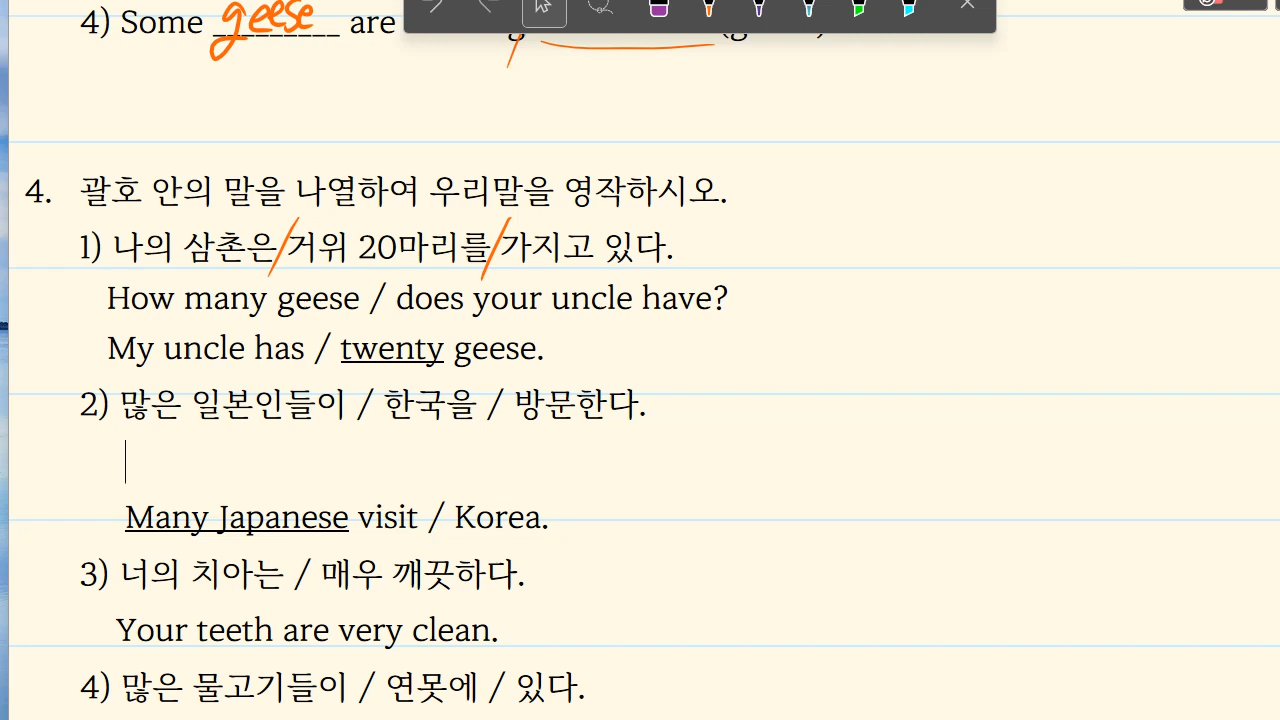 4) Some geese are
4. 괄호 안의 말을 나열하여 우리말을 영작하시오.
1) 나의 삼촌은/거위 20마리를/가지고 있다.
How many geese / does your uncle have?
My uncle has / twenty geese.
2) 많은 일본인들이 / 한국을 / 방문한다.
Many Japanese visit / Korea.
3) 너의 치아는 / 매우 깨끗하다.
Your teeth are very clean.
4) 많은 물고기들이 / 연못에 / 있다.